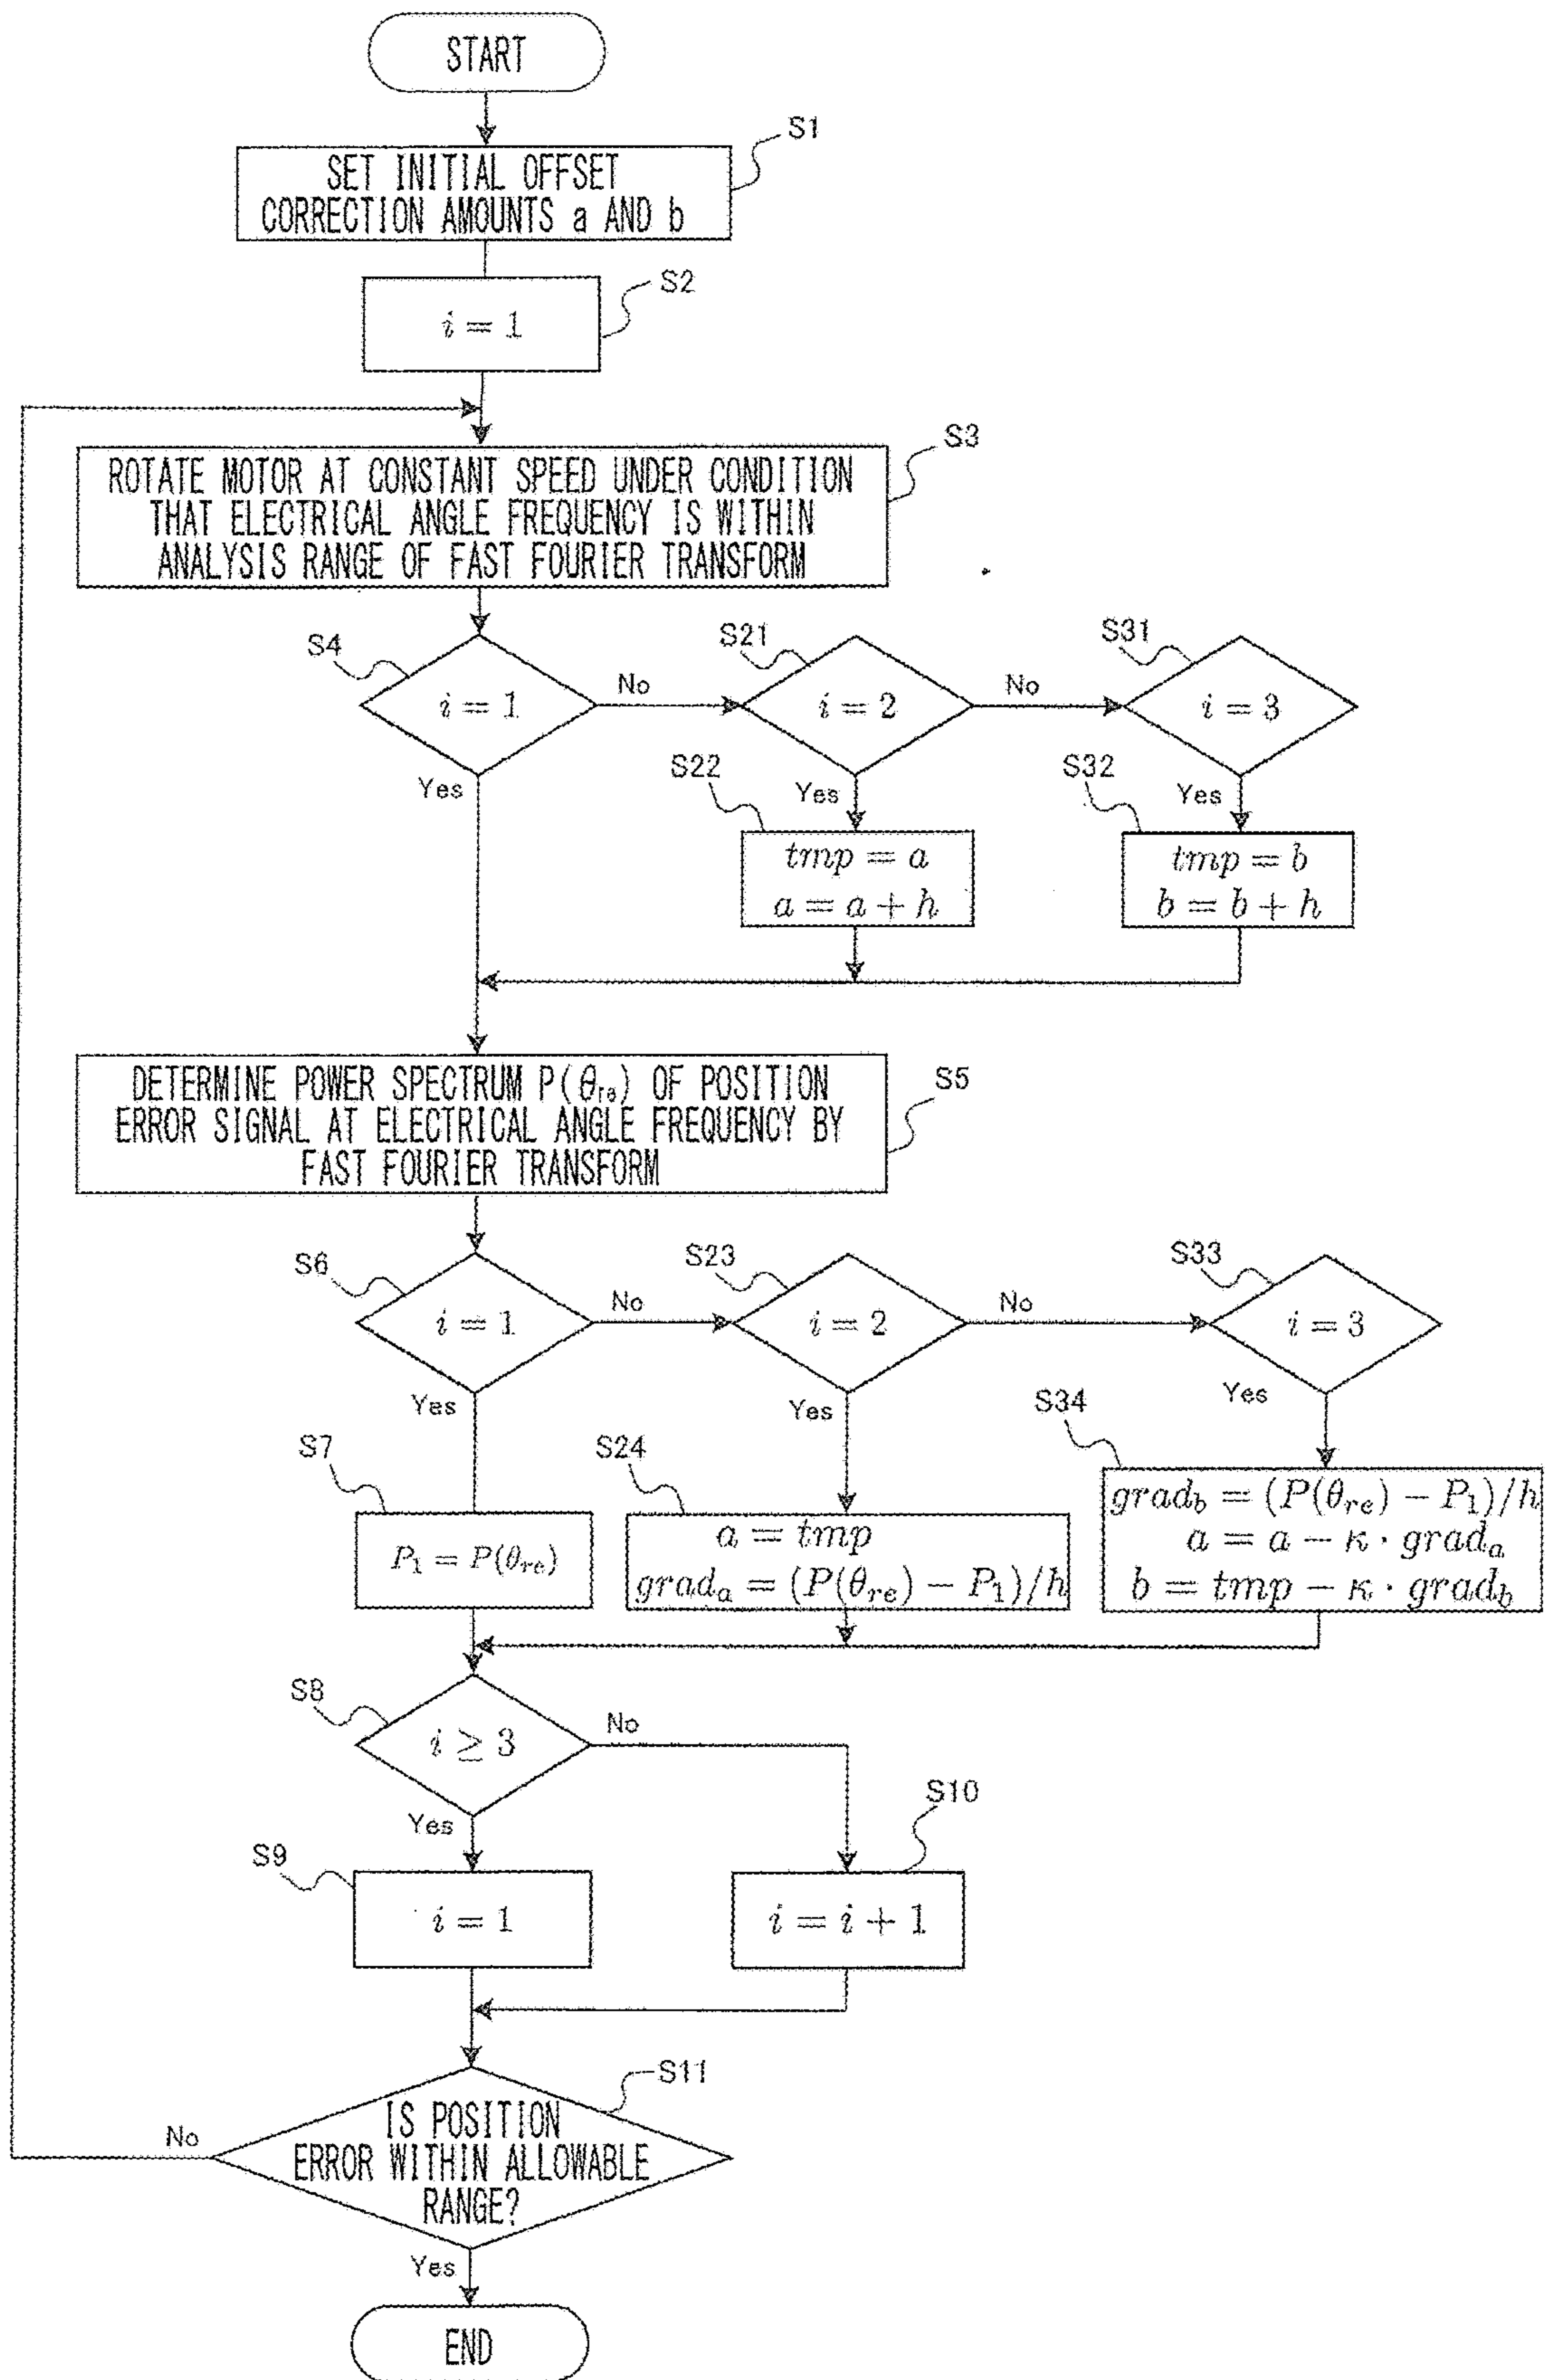 START
S1
SET INITIAL OFFSET
CORRECTION AMOUNTS a AND b
S2
i = 1
S3
ROTATE MOTOR AT CONSTANT SPEED UNDER CONDITION
THAT ELECTRICAL ANGLE FREQUENCY IS WITHIN
ANALYSIS RANGE OF FAST FOURIER TRANSFORM
S4
i = 1
No
Yes
S21
i = 2
No
Yes
S31
i = 3
Yes
S22
tmp = a
a = a + h
S32
tmp = b
b = b + h
S5
DETERMINE POWER SPECTRUM P(θre) OF POSITION
ERROR SIGNAL AT ELECTRICAL ANGLE FREQUENCY BY
FAST FOURIER TRANSFORM
S6
i = 1
No
Yes
S23
i = 2
No
Yes
S33
i = 3
Yes
S7
P₁ = P(θre)
S24
a = tmp
grad_a = (P(θre) − P₁)/h
S34
grad_b = (P(θre) − P₁)/h
a = a − κ · grad_a
b = tmp − κ · grad_b
S8
i ≥ 3
No
Yes
S9
i = 1
S10
i = i + 1
S11
IS POSITION
ERROR WITHIN ALLOWABLE
RANGE?
No
Yes
END